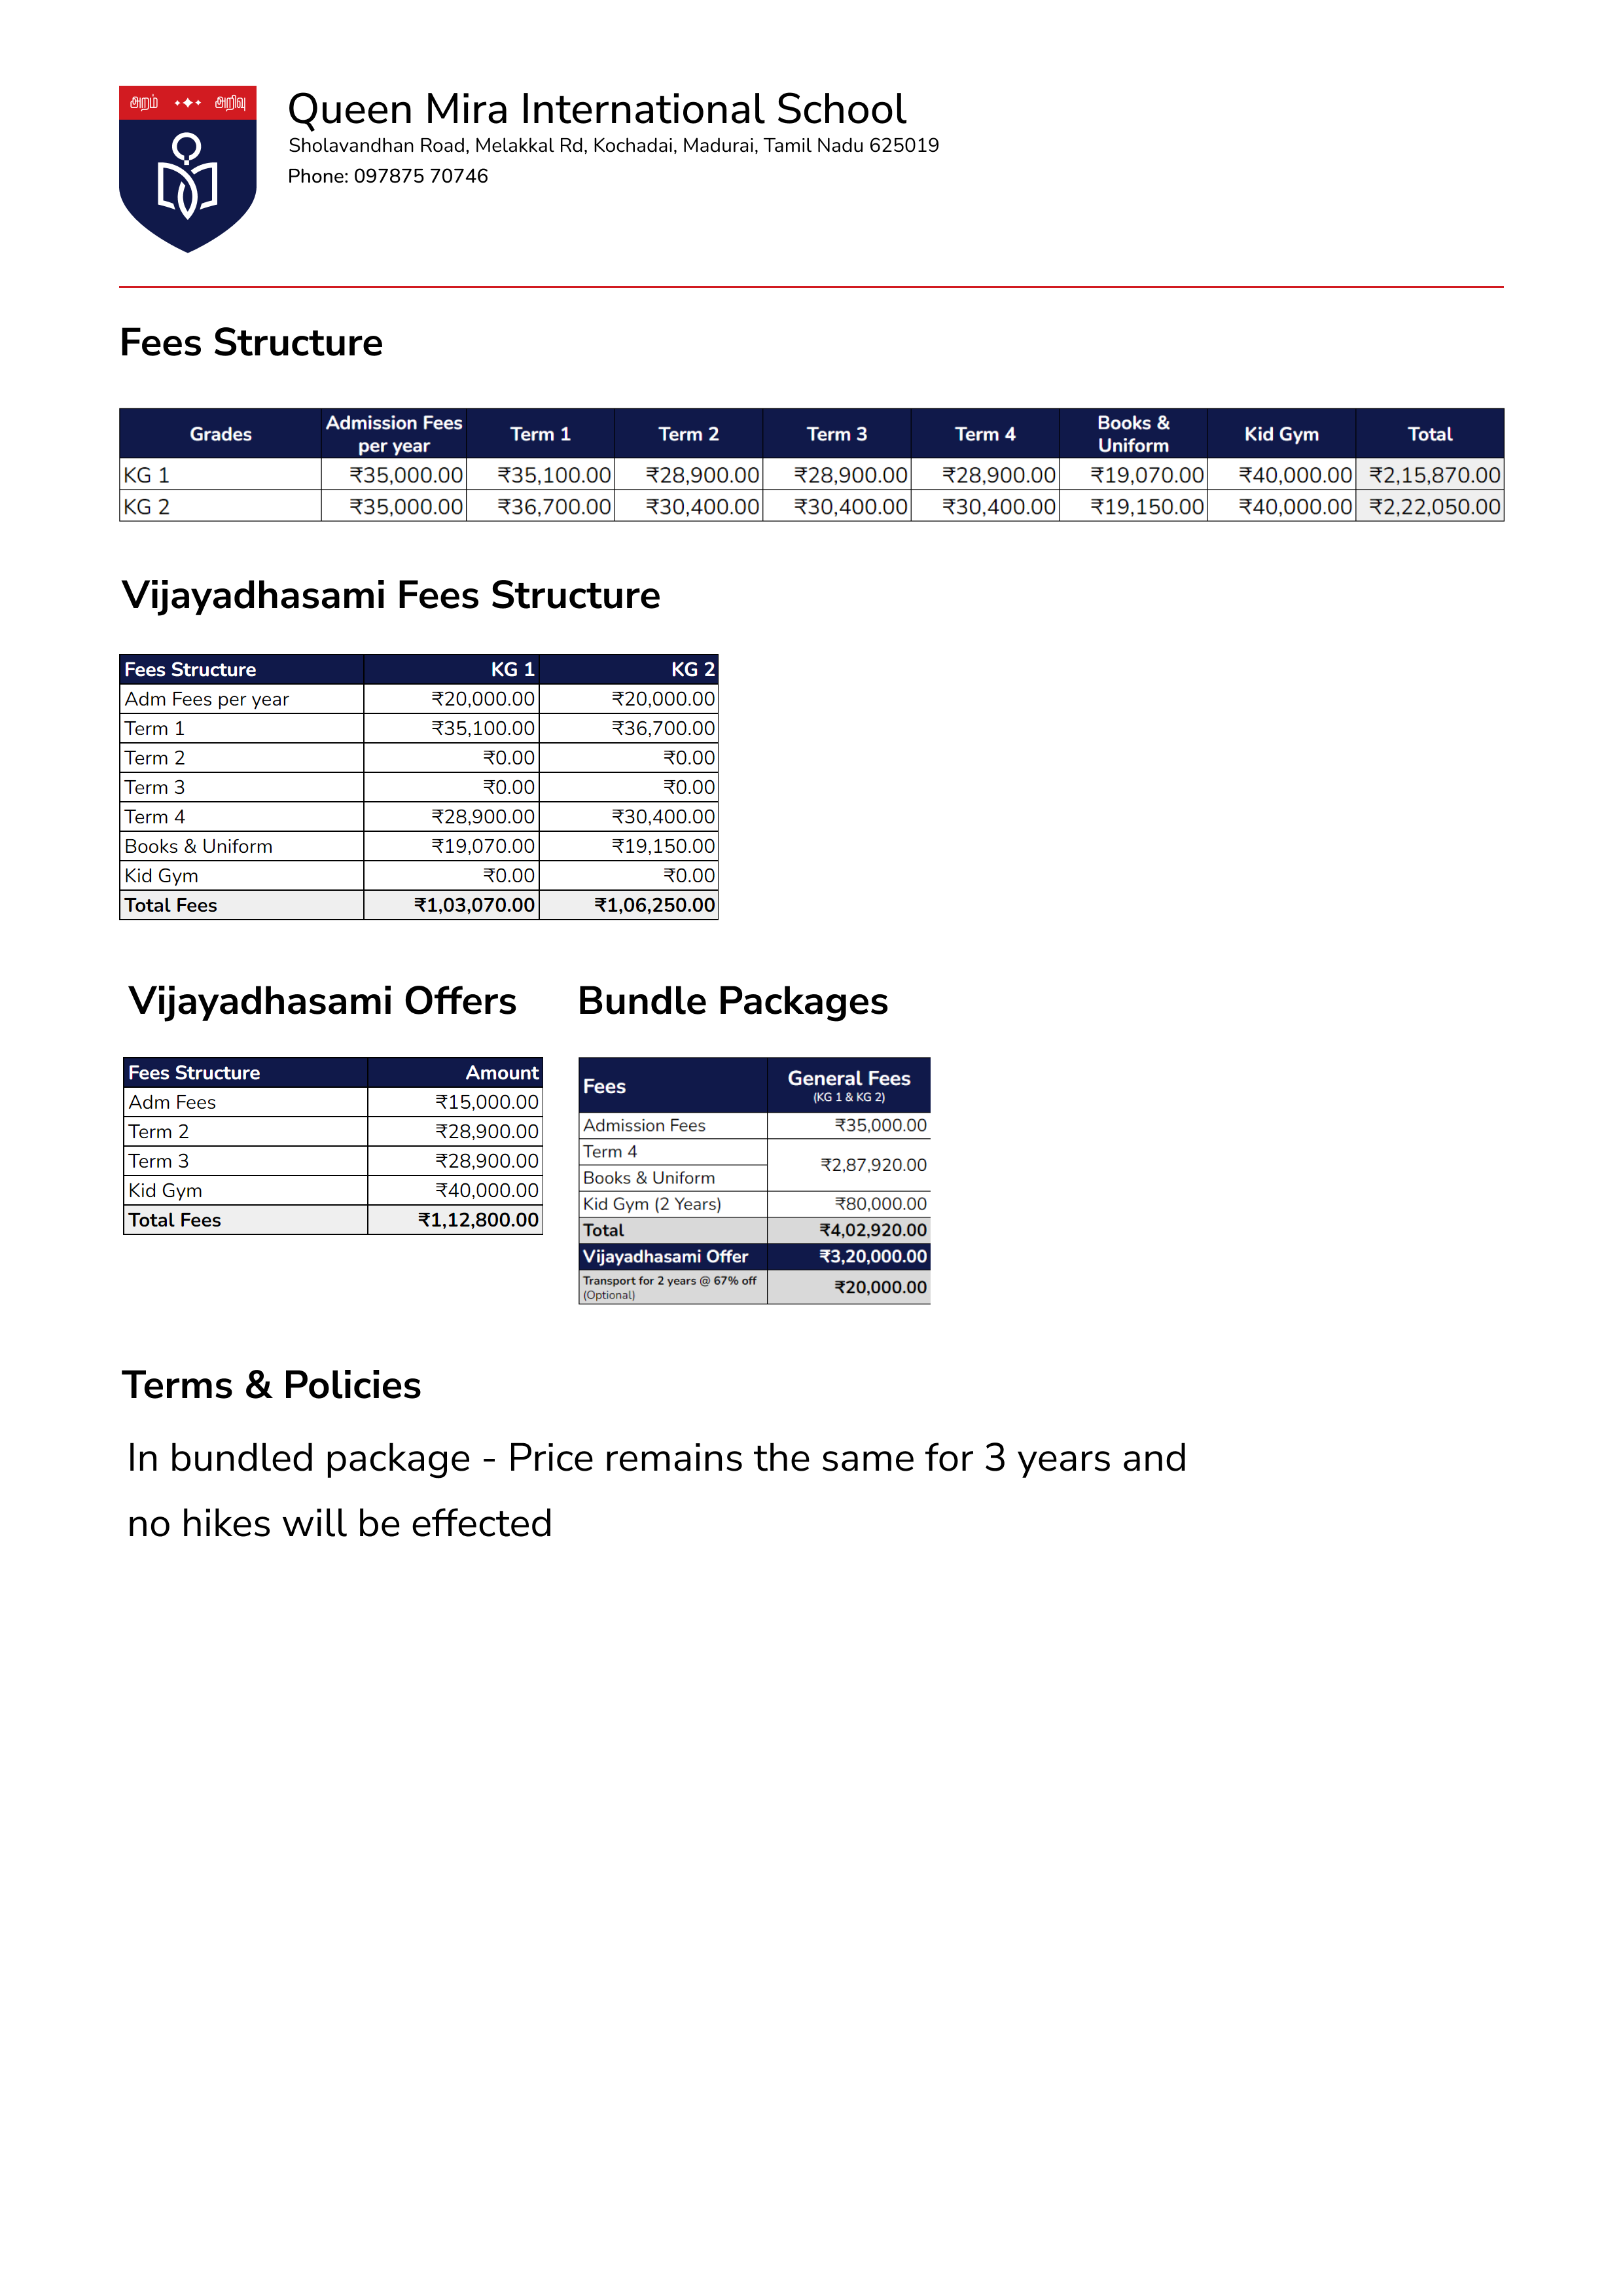 அறம் அறிவு
Queen Mira International School
Sholavandhan Road, Melakkal Rd, Kochadai, Madurai, Tamil Nadu 625019
Phone: 097875 70746
Fees Structure
Grades Admission Fees per year Term 1 Term 2 Term 3 Term 4 Books & Uniform Kid Gym Total
KG 1 ₹35,000.00 ₹35,100.00 ₹28,900.00 ₹28,900.00 ₹28,900.00 ₹19,070.00 ₹40,000.00 ₹2,15,870.00
KG 2 ₹35,000.00 ₹36,700.00 ₹30,400.00 ₹30,400.00 ₹30,400.00 ₹19,150.00 ₹40,000.00 ₹2,22,050.00
Vijayadhasami Fees Structure
Fees Structure KG 1 KG 2
Adm Fees per year ₹20,000.00 ₹20,000.00
Term 1 ₹35,100.00 ₹36,700.00
Term 2 ₹0.00 ₹0.00
Term 3 ₹0.00 ₹0.00
Term 4 ₹28,900.00 ₹30,400.00
Books & Uniform ₹19,070.00 ₹19,150.00
Kid Gym ₹0.00 ₹0.00
Total Fees ₹1,03,070.00 ₹1,06,250.00
Vijayadhasami Offers
Fees Structure Amount
Adm Fees ₹15,000.00
Term 2 ₹28,900.00
Term 3 ₹28,900.00
Kid Gym ₹40,000.00
Total Fees ₹1,12,800.00
Bundle Packages
Fees General Fees
(KG 1 & KG 2)
Admission Fees ₹35,000.00
Term 4
₹2,87,920.00
Books & Uniform
Kid Gym (2 Years) ₹80,000.00
Total ₹4,02,920.00
Vijayadhasami Offer ₹3,20,000.00
Transport for 2 years @ 67% off
(Optional) ₹20,000.00
Terms & Policies
In bundled package - Price remains the same for 3 years and
no hikes will be effected